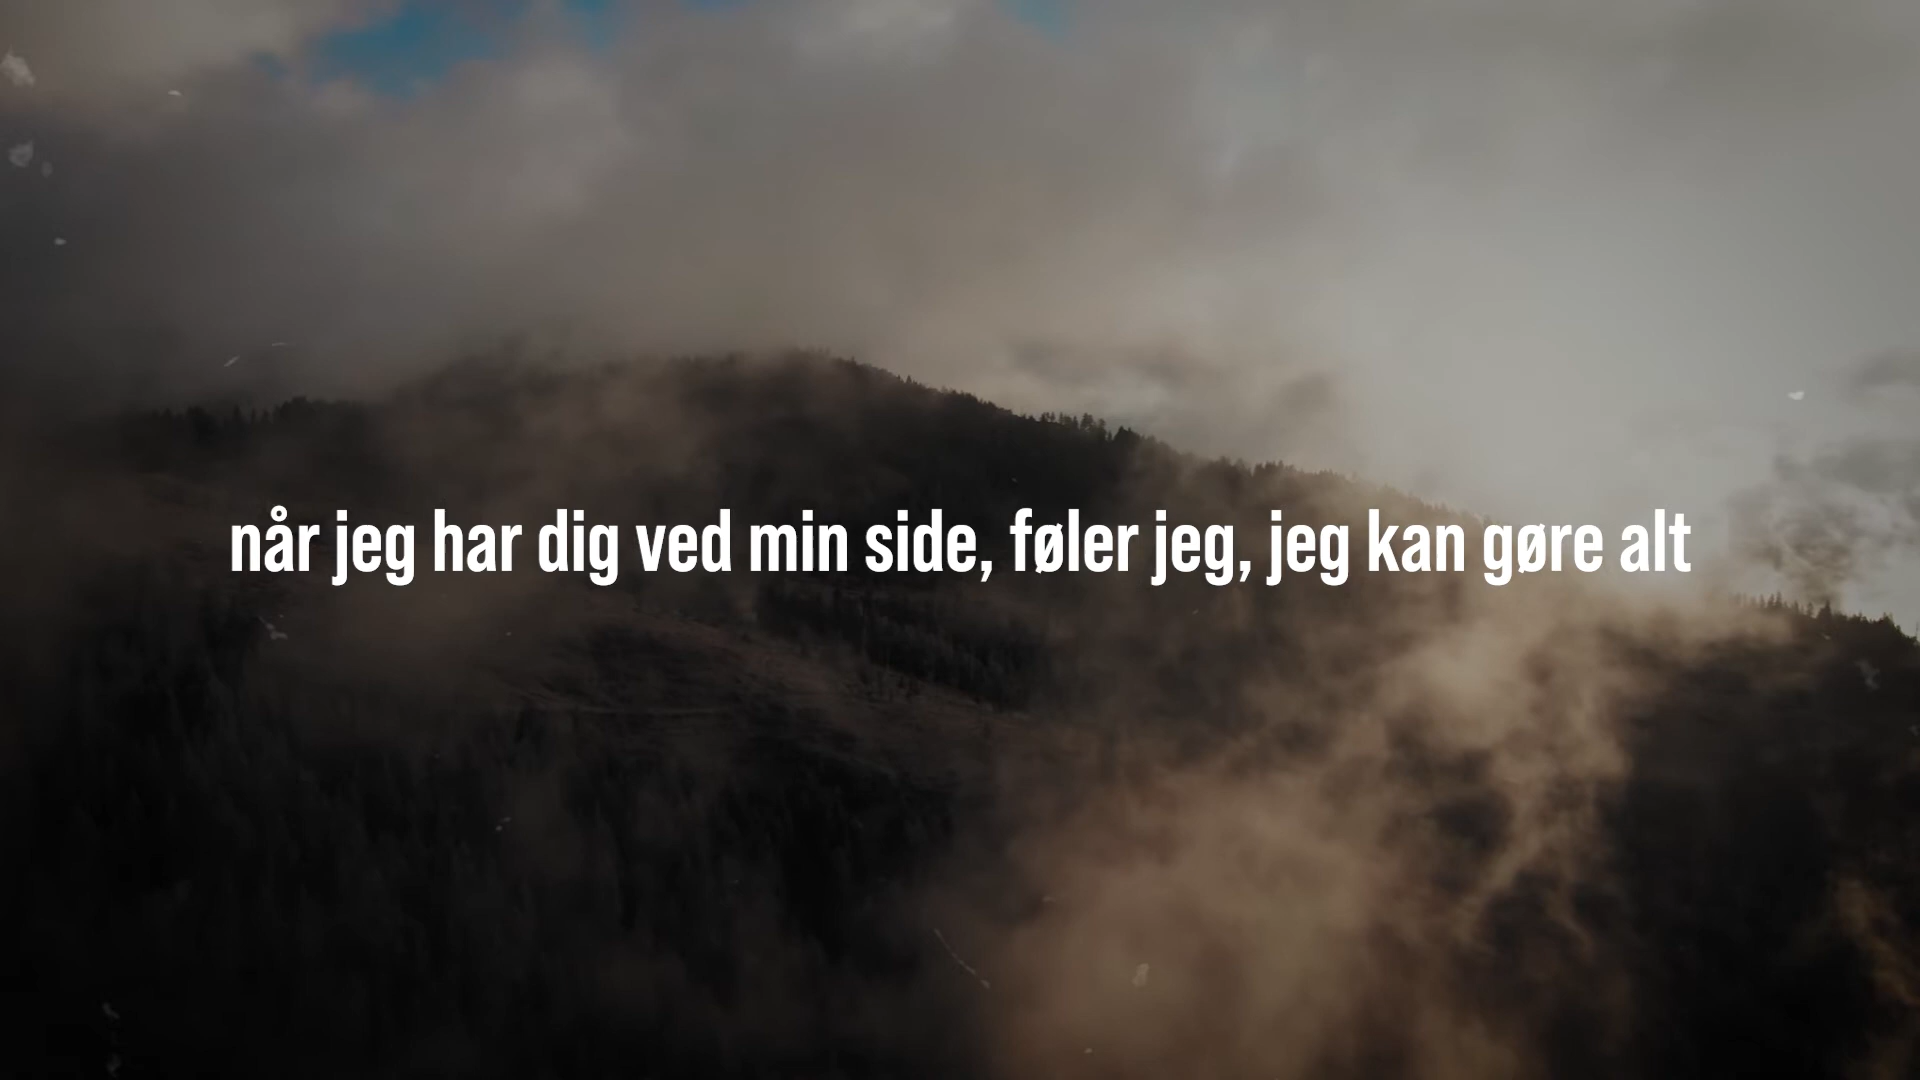 når jeg har dig ved min side, føler jeg, jeg kan gøre alt